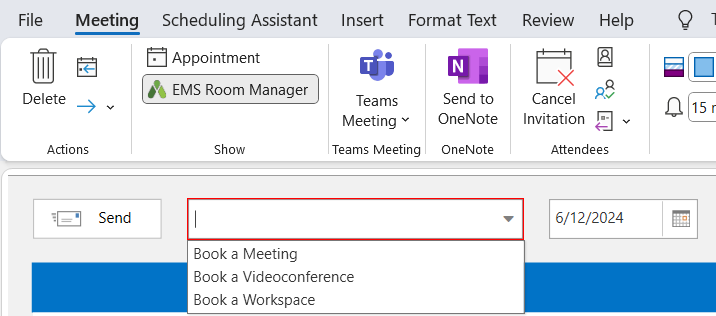 File Meeting Scheduling Assistant Insert Format Text Review Help
Delete
Appointment
EMS Room Manager
Teams
Meeting
Send to
OneNote
Cancel
Invitation
15
Actions
Show
Teams Meeting
OneNote
Attendees
Send
6/12/2024
Book a Meeting
Book a Videoconference
Book a Workspace